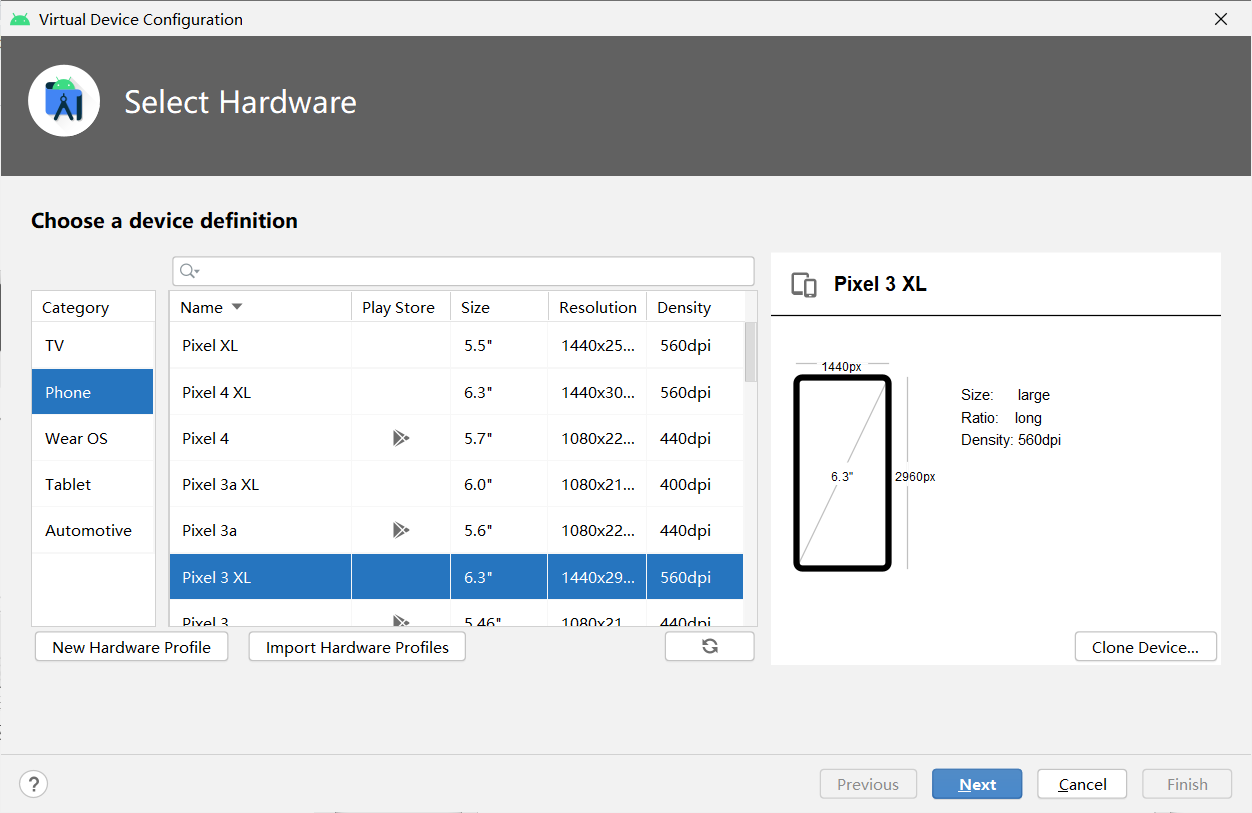 Virtual Device Configuration
Select Hardware
Choose a device definition
Category
TV
Phone
Wear OS
Tablet
Automotive
Name Play Store Size Resolution Density
Pixel XL 5.5" 1440x25... 560dpi
Pixel 4 XL 6.3" 1440x30... 560dpi
Pixel 4 5.7" 1080x22... 440dpi
Pixel 3a XL 6.0" 1080x21... 400dpi
Pixel 3a 5.6" 1080x22... 440dpi
Pixel 3 XL 6.3" 1440x29... 560dpi
Pixel 3 5.46" 1080x21... 440dpi
New Hardware Profile
Import Hardware Profiles
Pixel 3 XL
1440px
6.3"
2960px
Size: large
Ratio: long
Density: 560dpi
Clone Device...
?
Previous
Next
Cancel
Finish